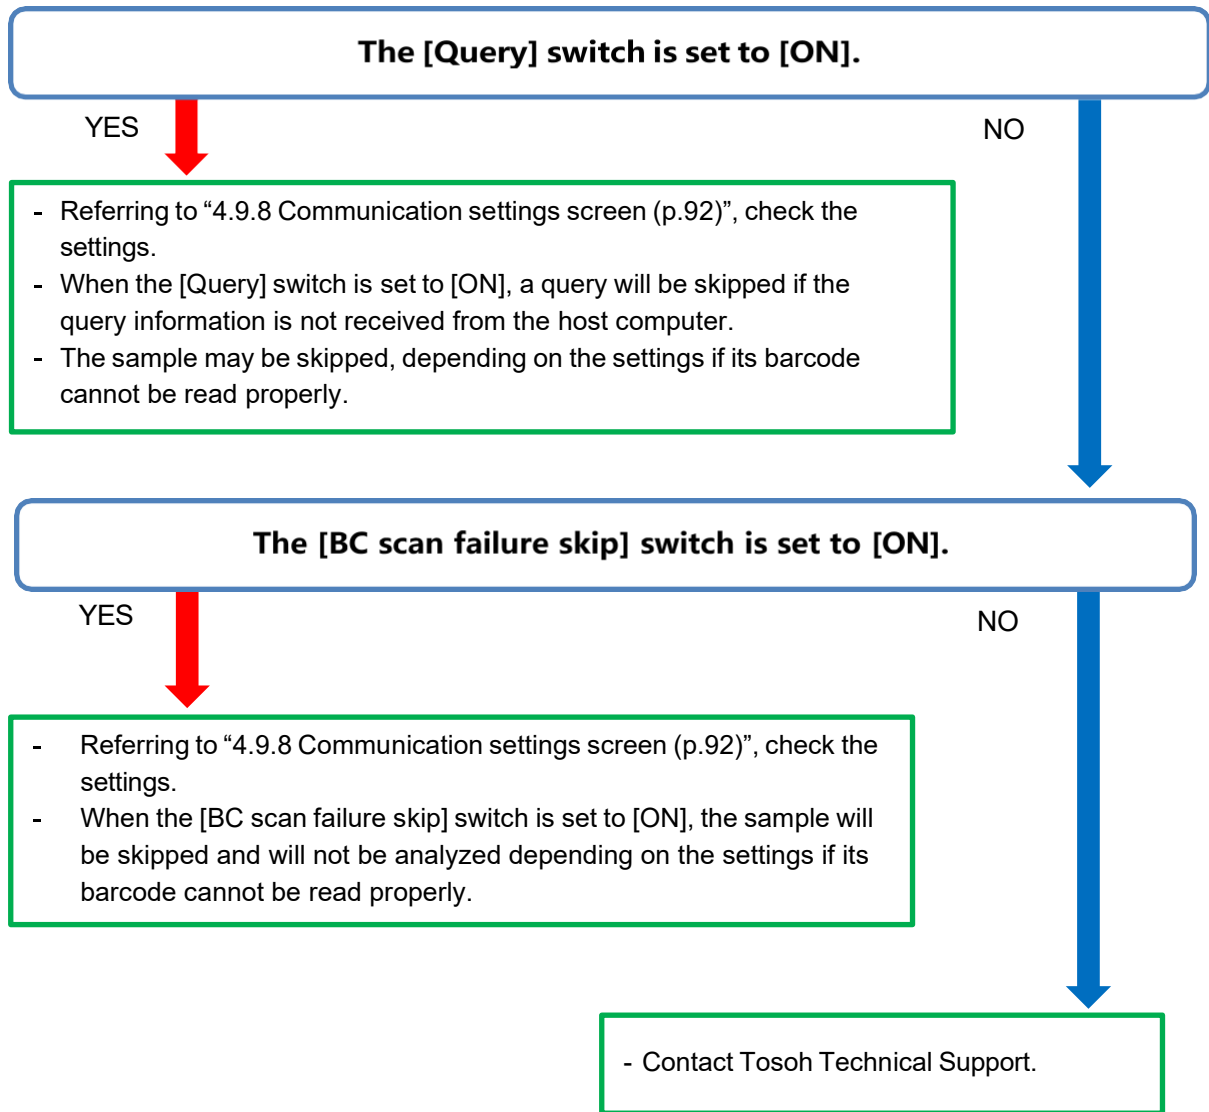 The [Query] switch is set to [ON].
YES
NO
- Referring to “4.9.8 Communication settings screen (p.92)”, check the
settings.
- When the [Query] switch is set to [ON], a query will be skipped if the
query information is not received from the host computer.
- The sample may be skipped, depending on the settings if its barcode
cannot be read properly.
The [BC scan failure skip] switch is set to [ON].
YES
NO
- Referring to “4.9.8 Communication settings screen (p.92)”, check the
settings.
- When the [BC scan failure skip] switch is set to [ON], the sample will
be skipped and will not be analyzed depending on the settings if its
barcode cannot be read properly.
- Contact Tosoh Technical Support.